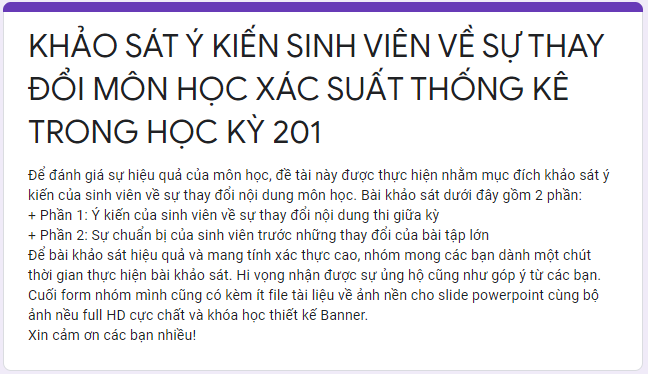 KHẢO SÁT Ý KIẾN SINH VIÊN VỀ SỰ THAY
ĐỔI MÔN HỌC XÁC SUẤT THỐNG KÊ
TRONG HỌC KỲ 201
Để đánh giá sự hiệu quả của môn học, đề tài này được thực hiện nhằm mục đích khảo sát ý
kiến của sinh viên về sự thay đổi nội dung môn học. Bài khảo sát dưới đây gồm 2 phần:
+ Phần 1: Ý kiến của sinh viên về sự thay đổi nội dung thi giữa kỳ
+ Phần 2: Sự chuẩn bị của sinh viên trước những thay đổi của bài tập lớn
Để bài khảo sát hiệu quả và mang tính xác thực cao, nhóm mong các bạn dành một chút
thời gian thực hiện bài khảo sát. Hi vọng nhận được sự ủng hộ cũng như góp ý từ các bạn.
Cuối form nhóm mình cũng có kèm ít file tài liệu về ảnh nền cho slide powerpoint cùng bộ
ảnh nều full HD cực chất và khóa học thiết kế Banner.
Xin cảm ơn các bạn nhiều!